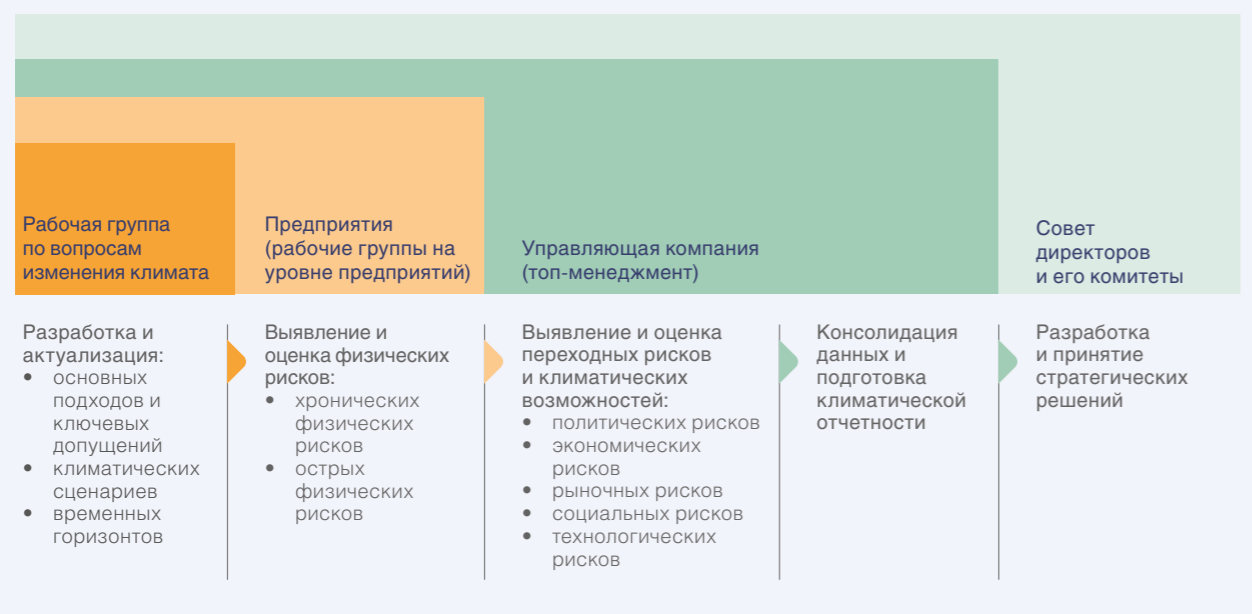 Рабочая группа
по вопросам
изменения климата
Предприятия
(рабочие группы на
уровне предприятий)
Управляющая компания
(топ-менеджмент)
Совет
директоров
и его комитеты
Разработка и
актуализация:
• основных
подходов и
ключевых
допущений
• климатических
сценариев
• временных
горизонтов
Выявление и
оценка физических
рисков:
• хронических
физических
рисков
• острых
физических
рисков
Выявление и оценка
переходных рисков
и климатических
возможностей:
• политических рисков
• экономических
рисков
• рыночных рисков
• социальных рисков
• технологических
рисков
Консолидация
данных и
подготовка
климатической
отчетности
Разработка
и принятие
стратегических
решений